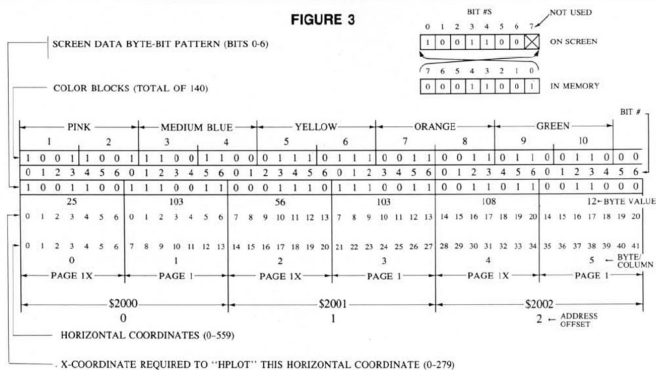 FIGURE 3
BIT #S
NOT USED
0 1 2 3 4 5 6 7
1 0 0 1 1 0 0
ON SCREEN
7 6 5 4 3 2 1 0
0 0 0 1 1 0 0 1
IN MEMORY
SCREEN DATA BYTE-BIT PATTERN (BITS 0-6)
COLOR BLOCKS (TOTAL OF 140)
BIT #
PINK MEDIUM BLUE YELLOW ORANGE GREEN
1 2 3 4 5 6 7 8 9 10
1 0 0 1 1 0 0 1 1 1 0 0 1 1 0 0 0 1 1 1 0 1 1 1 0 0 1 1 0 0 1 1 0 1 1 0 0 1 1 0 0 0
0 1 2 3 4 5 6 0 1 2 3 4 5 6 0 1 2 3 4 5 6 0 1 2 3 4 5 6 0 1 2 3 4 5 6 0 1 2 3 4 5 6
1 0 0 1 1 0 0 1 1 1 0 0 1 1 0 0 0 1 1 1 0 1 1 1 0 0 1 1 0 0 1 1 0 1 1 0 0 1 1 0 0 0
25 103 56 103 108 12←BYTE VALUE
0 1 2 3 4 5 6 0 1 2 3 4 5 6 7 8 9 10 11 12 13 7 8 9 10 11 12 13 14 15 16 17 18 19 20 14 15 16 17 18 19 20
0 1 2 3 4 5 6 7 8 9 10 11 12 13 14 15 16 17 18 19 20 21 22 23 24 25 26 27 28 29 30 31 32 33 34 35 36 37 38 39 40 41
0 1 2 3 4 5 ← BYTE/COLUMN
PAGE 1X PAGE 1 PAGE 1X PAGE 1 PAGE 1X PAGE 1
$2000 $2001 $2002
0 1 2 ← ADDRESS OFFSET
HORIZONTAL COORDINATES (0-559)
X-COORDINATE REQUIRED TO "HPLOT" THIS HORIZONTAL COORDINATE (0-279)